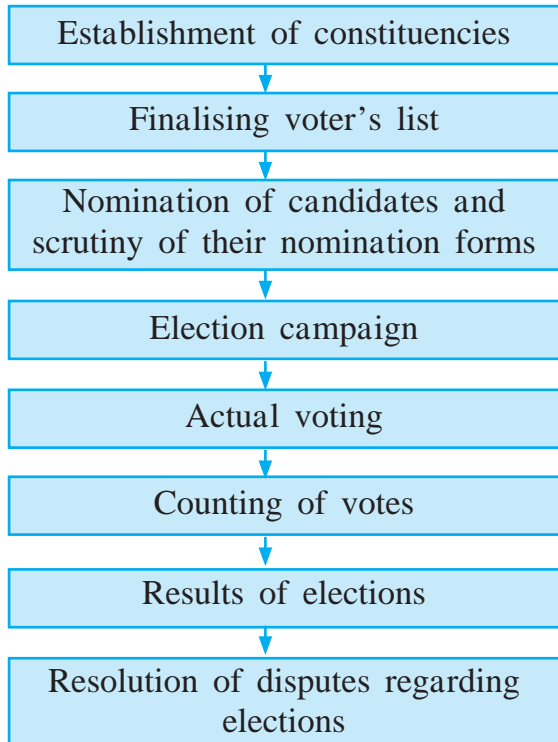 Establishment of constituencies
Finalising voter's list
Nomination of candidates and
scrutiny of their nomination forms
Election campaign
Actual voting
Counting of votes
Results of elections
Resolution of disputes regarding
elections